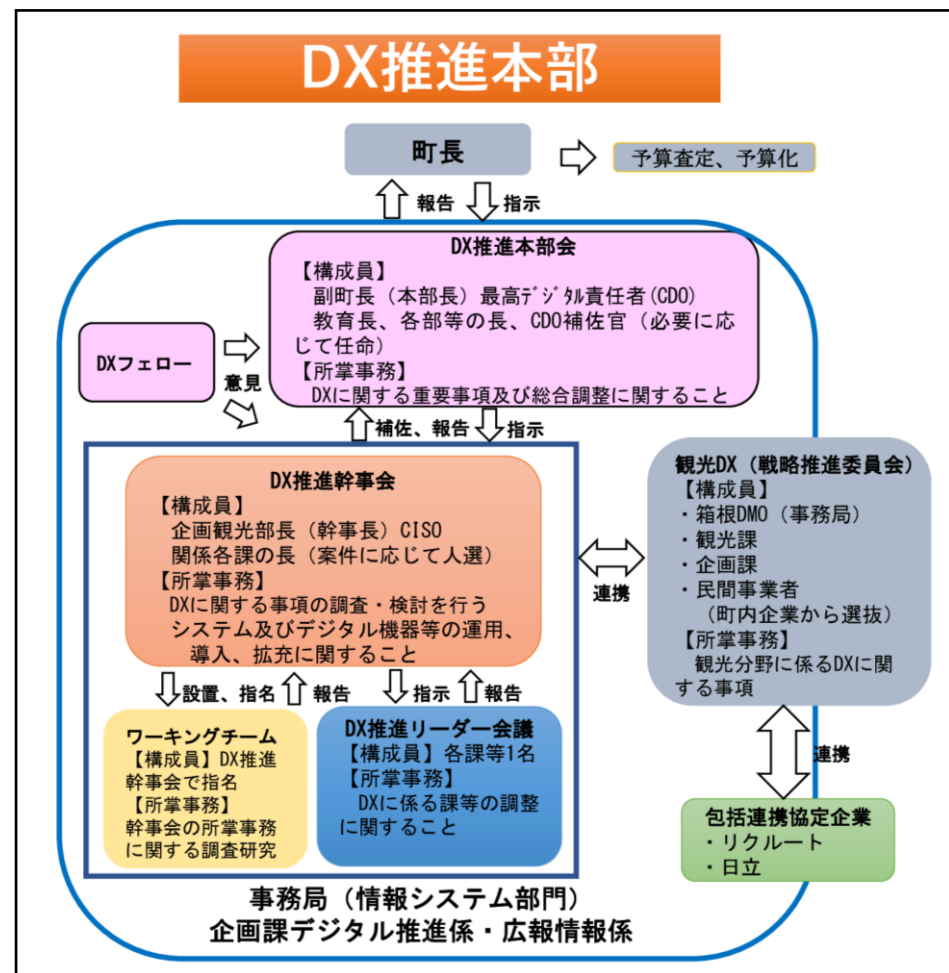 DX推進本部
町長
予算査定、予算化
報告
指示
DX推進本部会
【構成員】
副町長（本部長）最高ﾃﾞｼﾞﾀﾙ責任者(CDO)
教育長、各部等の長、CDO補佐官（必要に応
じて任命）
【所掌事務】
DXに関する重要事項及び総合調整に関すること
DXフェロー
意見
補佐、報告
指示
DX推進幹事会
【構成員】
企画観光部長（幹事長）CISO
関係各課の長（案件に応じて人選）
【所掌事務】
DXに関する事項の調査・検討を行う
システム及びデジタル機器等の運用、
導入、拡充に関すること
連携
観光DX（戦略推進委員会）
【構成員】
・箱根DMO（事務局）
・観光課
・企画課
・民間事業者
（町内企業から選抜）
【所掌事務】
観光分野に係るDXに関
する事項
設置、指名
報告
指示
報告
ワーキングチーム
【構成員】DX推進
幹事会で指名
【所掌事務】
幹事会の所掌事務
に関する調査研究
DX推進リーダー会議
【構成員】各課等1名
【所掌事務】
DXに係る課等の調整
に関すること
連携
包括連携協定企業
・リクルート
・日立
事務局（情報システム部門）
企画課デジタル推進係・広報情報係